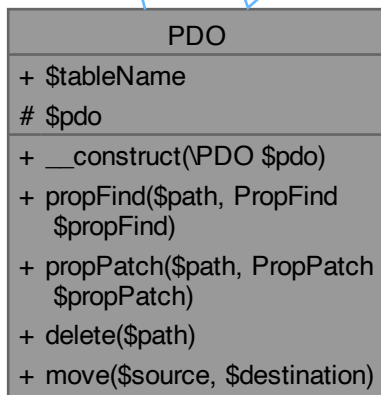 PDO
+ $tableName
# $pdo
+ __construct(\PDO $pdo)
+ propFind($path, PropFind
$propFind)
+ propPatch($path, PropPatch
$propPatch)
+ delete($path)
+ move($source, $destination)